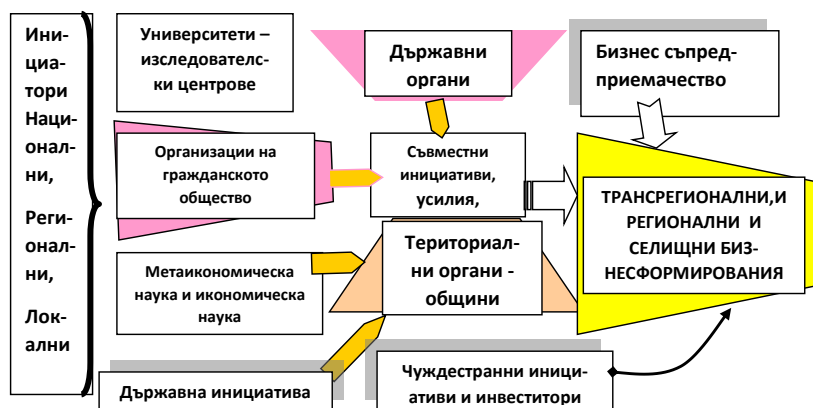 Ини-
циа-
тори
Наци-
онал-
ни,
Реги-
онал-
ни,
Лок-
ални
Университети –
изследователс-
ки центрове
Държавни
органи
Бизнес съпред-
приемачество
Организации на
гражданското
общество
Съвместни
инициативи,
усилия,
ТРАНСРЕГИОНАЛНИ,И
РЕГИОНАЛНИ И
СЕЛИЩНИ БИЗ-
НЕСФОРМИРОВАНИЯ
Метаикономическа
наука и икономическа
наука
Териториал-
ни органи -
общини
Държавна инициатива
Чуждестранни иници-
ативи и инвеститори